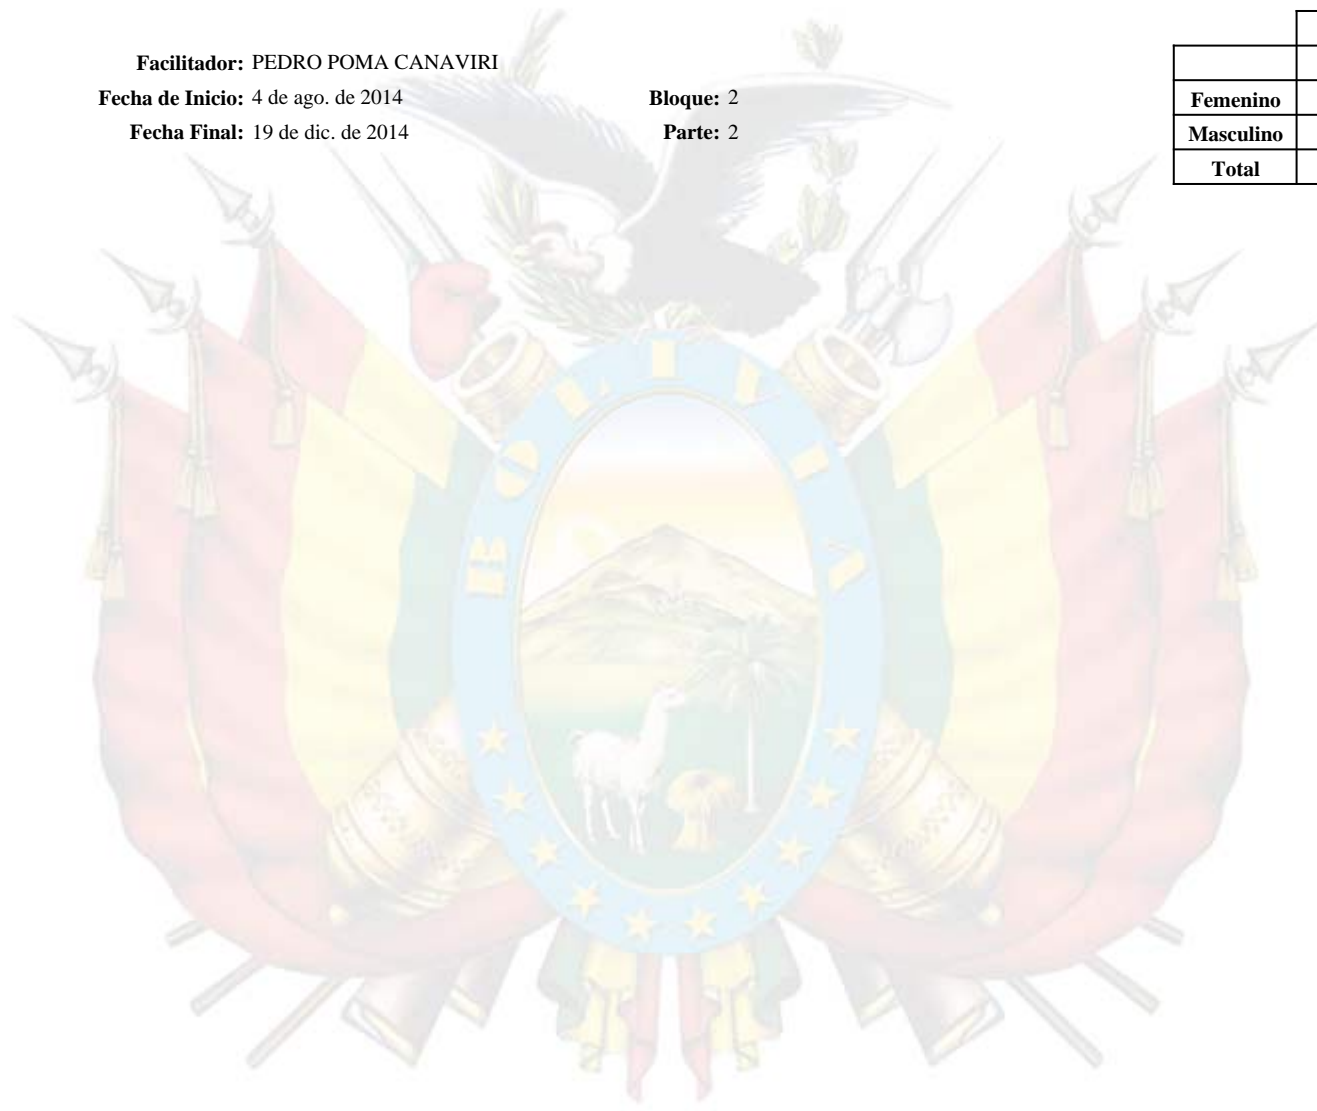 Facilitador: PEDRO POMA CANAVIRI
Fecha de Inicio: 4 de ago. de 2014 Bloque: 2
Fecha Final: 19 de dic. de 2014 Parte: 2
Femenino
Masculino
Total
BOLIVIA